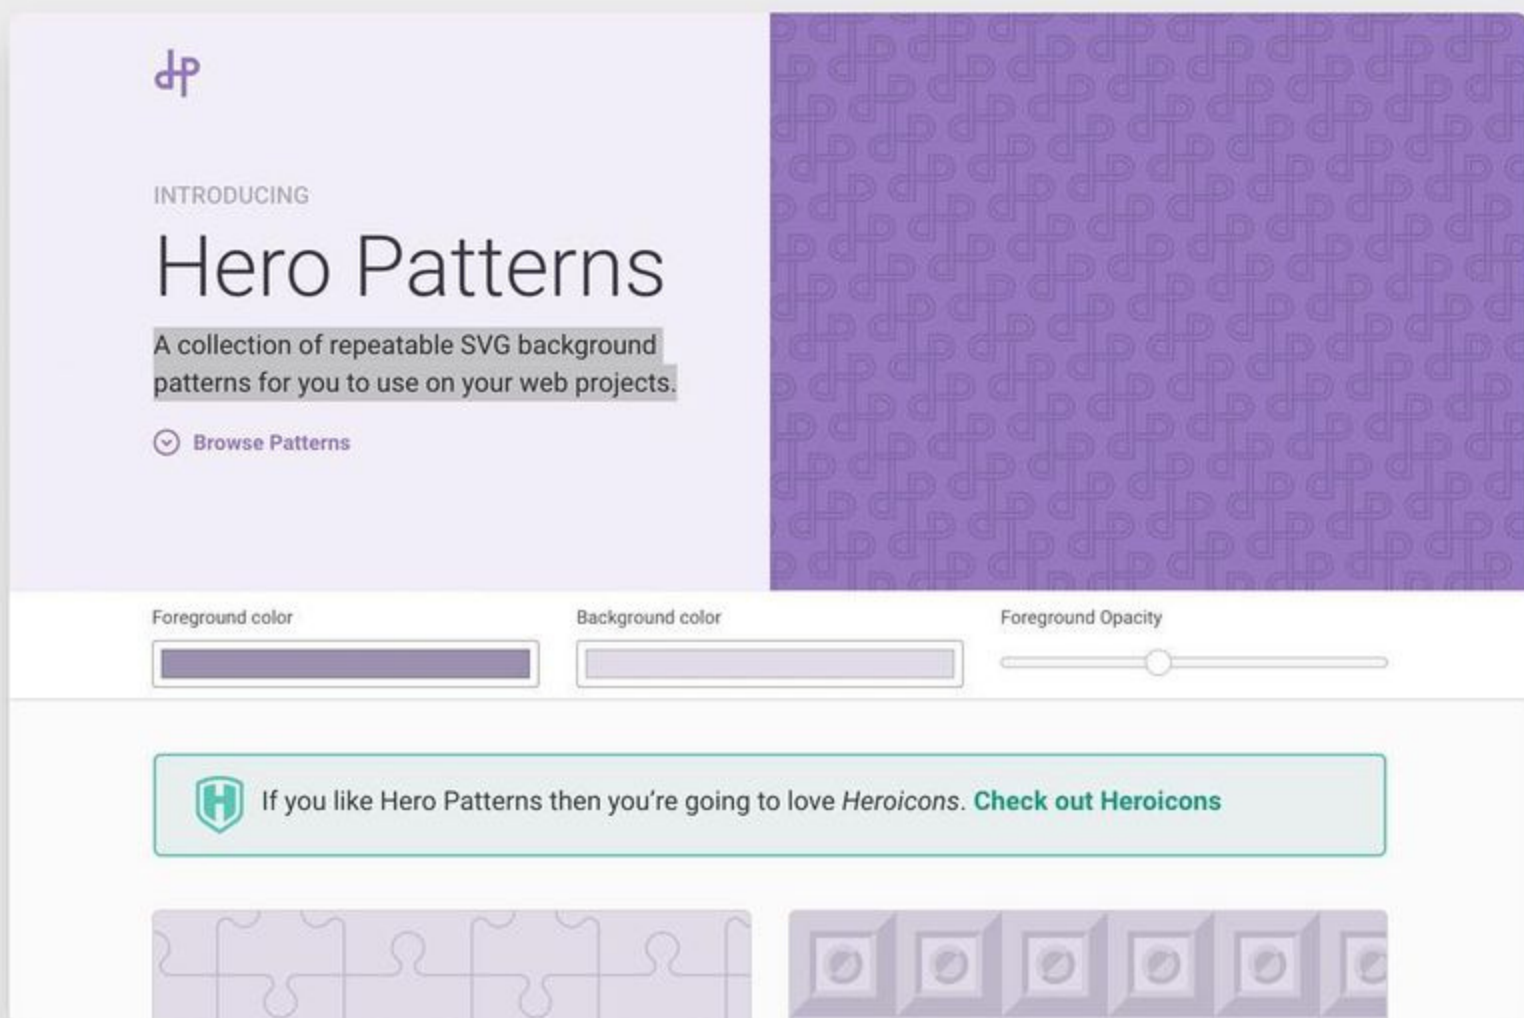 INTRODUCING
Hero Patterns
A collection of repeatable SVG background
patterns for you to use on your web projects.
Browse Patterns
Foreground color
Background color
Foreground Opacity
If you like Hero Patterns then you’re going to love Heroicons. Check out Heroicons